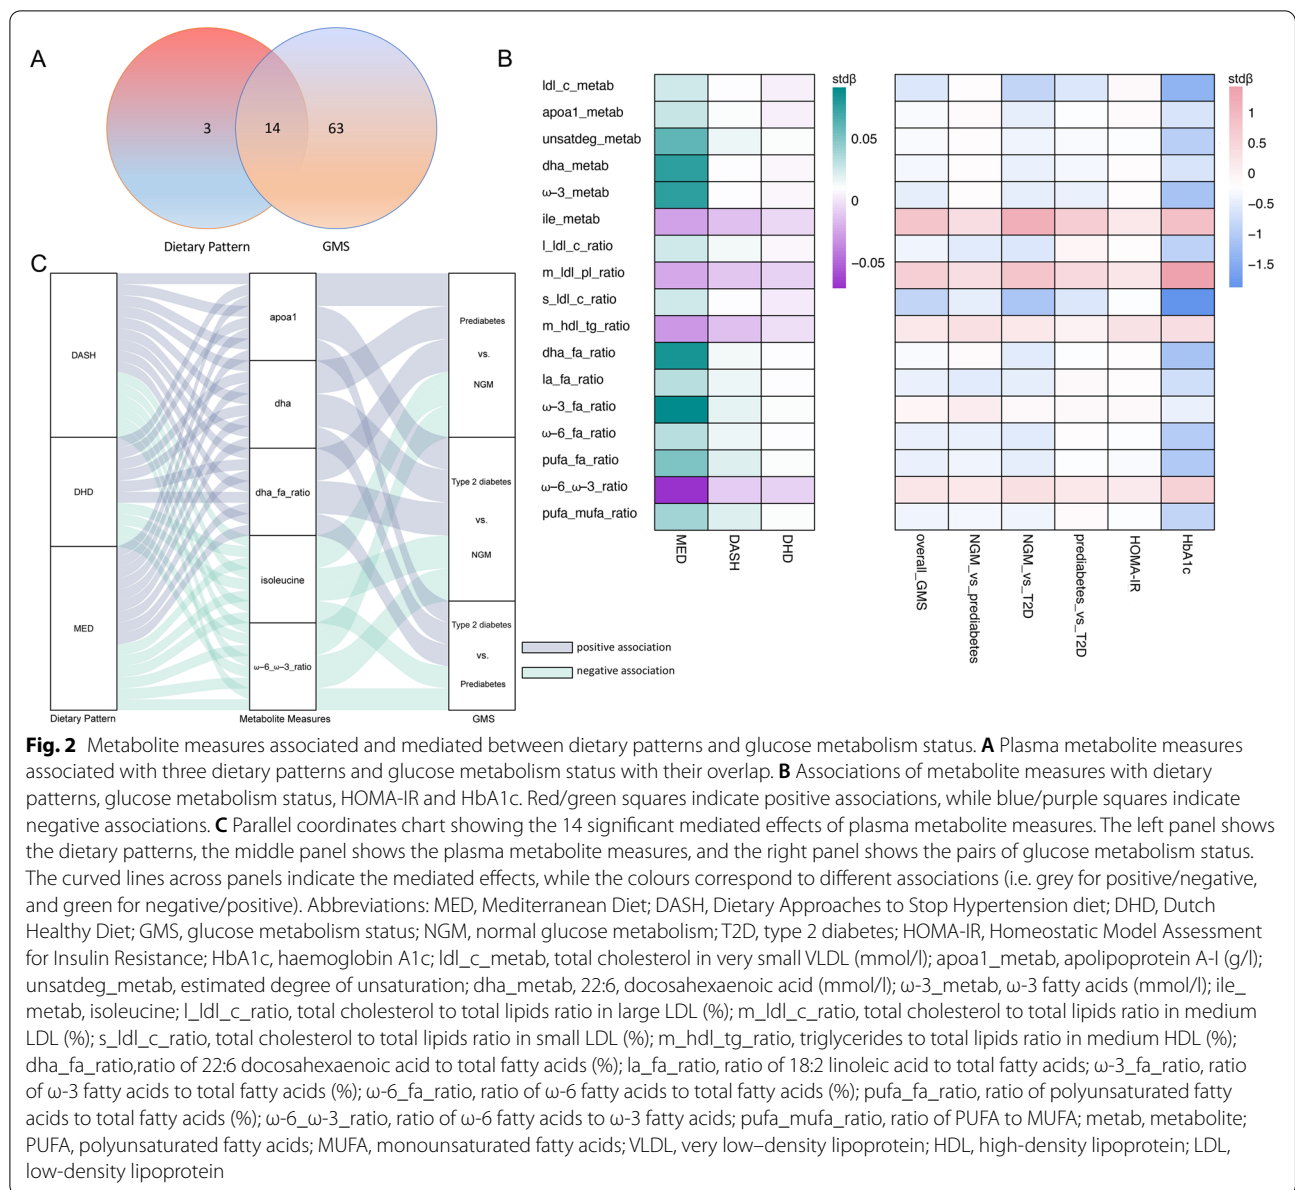 A
3
14
63
Dietary Pattern
GMS
B
ldl_c_metab
apoa1_metab
unsatdeg_metab
dha_metab
ω–3_metab
ile_metab
l_ldl_c_ratio
m_ldl_pl_ratio
s_ldl_c_ratio
m_hdl_tg_ratio
dha_fa_ratio
la_fa_ratio
ω–3_fa_ratio
ω–6_fa_ratio
pufa_fa_ratio
ω–6_ω–3_ratio
pufa_mufa_ratio
MED
DASH
DHD
stdβ
0.05
0
−0.05
overall_GMS
NGM_vs_prediabetes
NGM_vs_T2D
prediabetes_vs_T2D
HOMA-IR
HbA1c
stdβ
1
0.5
0
−0.5
−1
−1.5
C
DASH
DHD
MED
Dietary Pattern
apoa1
dha
dha_fa_ratio
isoleucine
ω–6_ω–3_ratio
Metabolite Measures
Prediabetes
vs.
NGM
Type 2 diabetes
vs.
NGM
Type 2 diabetes
vs.
Prediabetes
GMS
positive association
negative association
Fig. 2 Metabolite measures associated and mediated between dietary patterns and glucose metabolism status. A Plasma metabolite measures
associated with three dietary patterns and glucose metabolism status with their overlap. B Associations of metabolite measures with dietary
patterns, glucose metabolism status, HOMA-IR and HbA1c. Red/green squares indicate positive associations, while blue/purple squares indicate
negative associations. C Parallel coordinates chart showing the 14 significant mediated effects of plasma metabolite measures. The left panel shows
the dietary patterns, the middle panel shows the plasma metabolite measures, and the right panel shows the pairs of glucose metabolism status.
The curved lines across panels indicate the mediated effects, while the colours correspond to different associations (i.e. grey for positive/negative,
and green for negative/positive). Abbreviations: MED, Mediterranean Diet; DASH, Dietary Approaches to Stop Hypertension diet; DHD, Dutch
Healthy Diet; GMS, glucose metabolism status; NGM, normal glucose metabolism; T2D, type 2 diabetes; HOMA-IR, Homeostatic Model Assessment
for Insulin Resistance; HbA1c, haemoglobin A1c; ldl_c_metab, total cholesterol in very small VLDL (mmol/l); apoa1_metab, apolipoprotein A-I (g/l);
unsatdeg_metab, estimated degree of unsaturation; dha_metab, 22:6, docosahexaenoic acid (mmol/l); ω-3_metab, ω-3 fatty acids (mmol/l); ile_
metab, isoleucine; l_ldl_c_ratio, total cholesterol to total lipids ratio in large LDL (%); m_ldl_c_ratio, total cholesterol to total lipids ratio in medium
LDL (%); s_ldl_c_ratio, total cholesterol to total lipids ratio in small LDL (%); m_hdl_tg_ratio, triglycerides to total lipids ratio in medium HDL (%);
dha_fa_ratio,ratio of 22:6 docosahexaenoic acid to total fatty acids (%); la_fa_ratio, ratio of 18:2 linoleic acid to total fatty acids; ω-3_fa_ratio, ratio
of ω-3 fatty acids to total fatty acids (%); ω-6_fa_ratio, ratio of ω-6 fatty acids to total fatty acids (%); pufa_fa_ratio, ratio of polyunsaturated fatty
acids to total fatty acids (%); ω-6_ω-3_ratio, ratio of ω-6 fatty acids to ω-3 fatty acids; pufa_mufa_ratio, ratio of PUFA to MUFA; metab, metabolite;
PUFA, polyunsaturated fatty acids; MUFA, monounsaturated fatty acids; VLDL, very low–density lipoprotein; HDL, high-density lipoprotein; LDL,
low-density lipoprotein